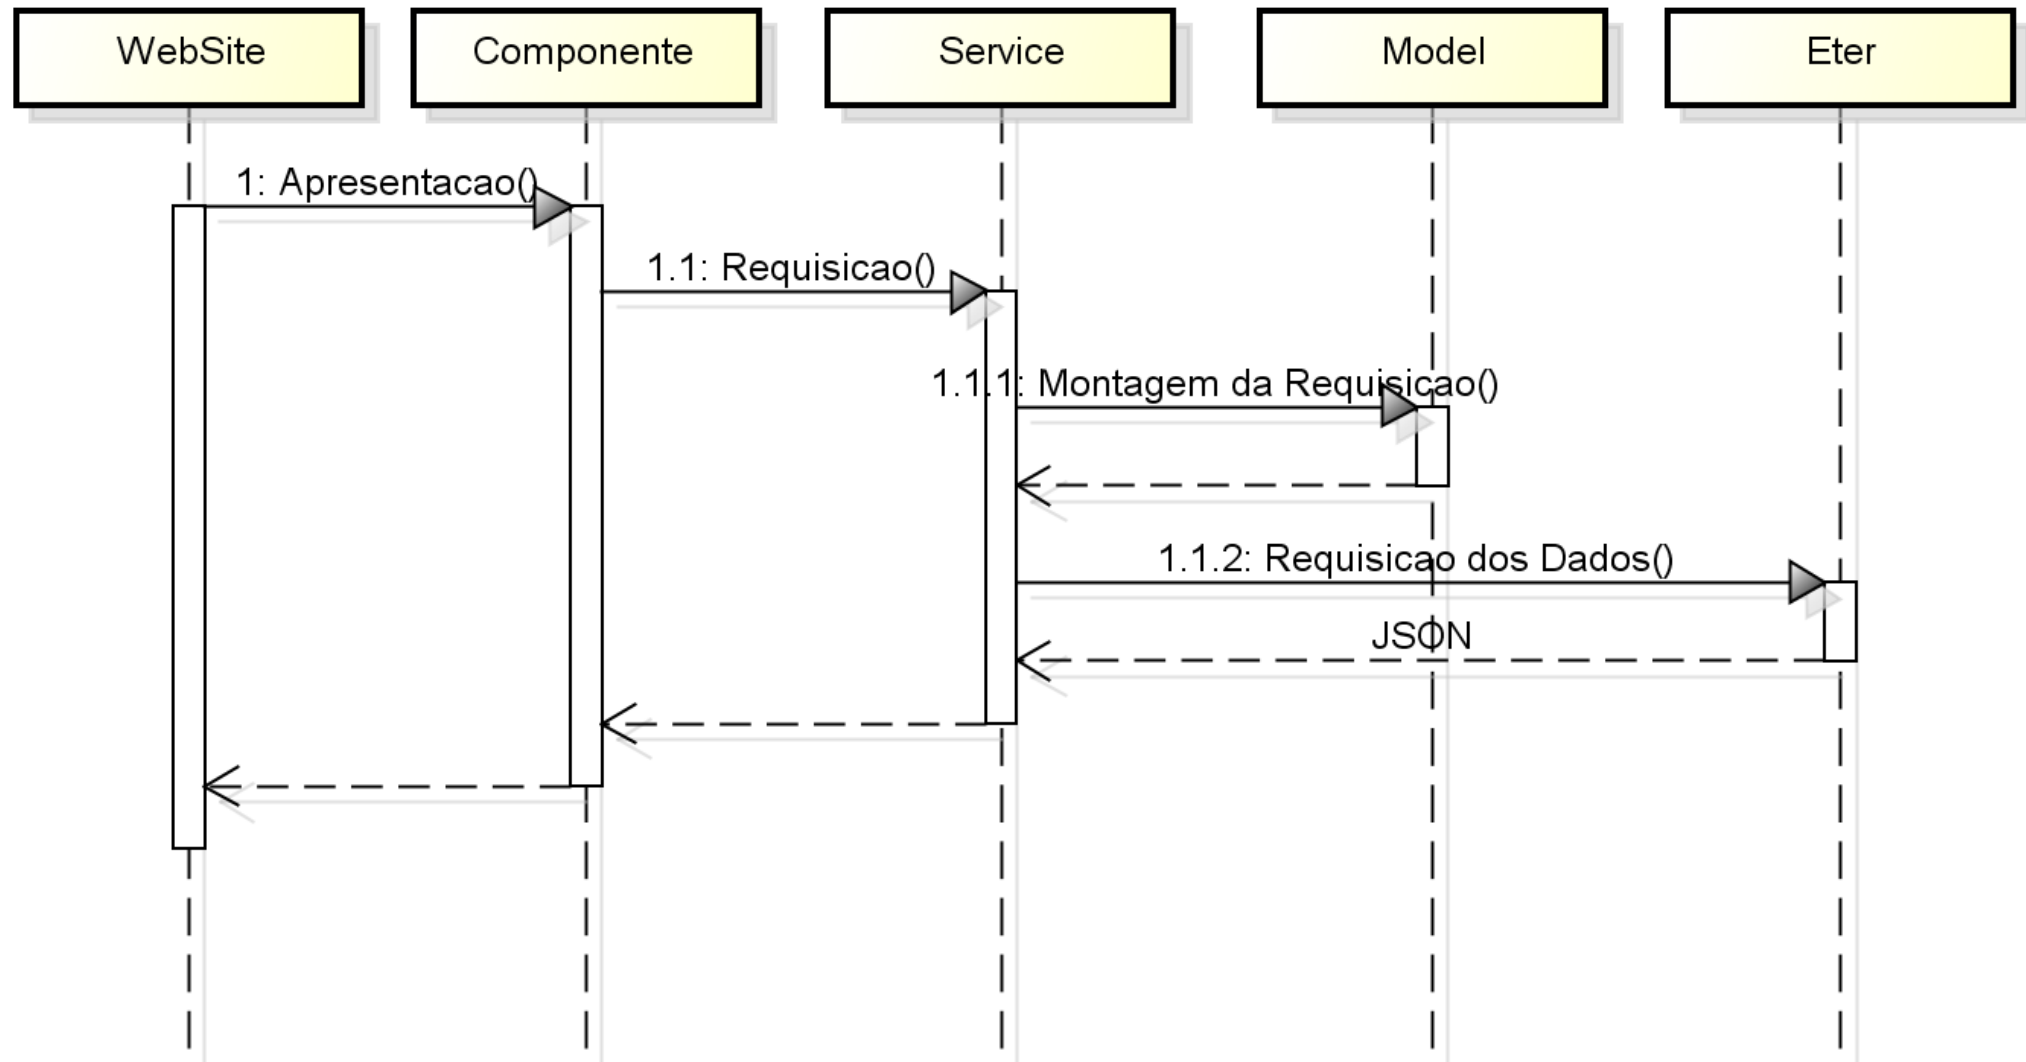 WebSite
Componente
Service
Model
Eter
1: Apresentacao()
1.1: Requisicao()
1.1.1: Montagem da Requisicao()
1.1.2: Requisicao dos Dados()
JSON